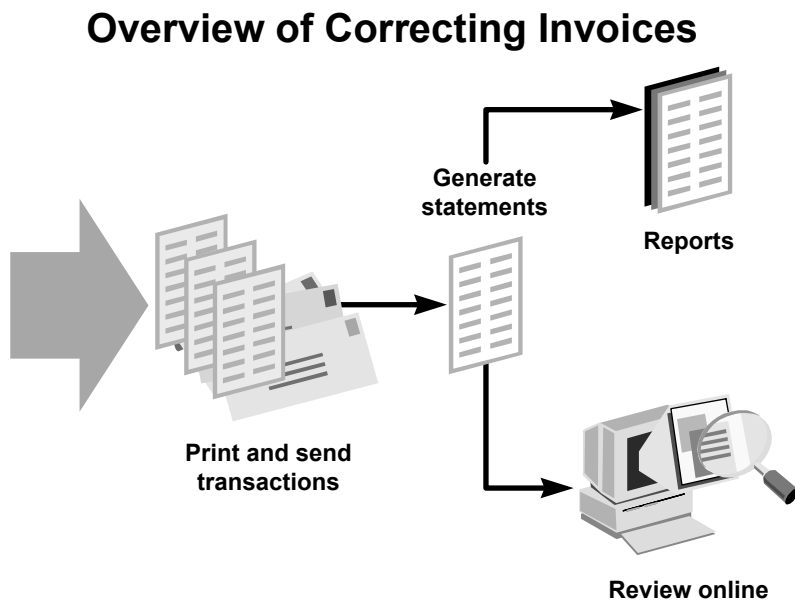 Overview of Correcting Invoices
Generate
statements
Reports
Print and send
transactions
Review online